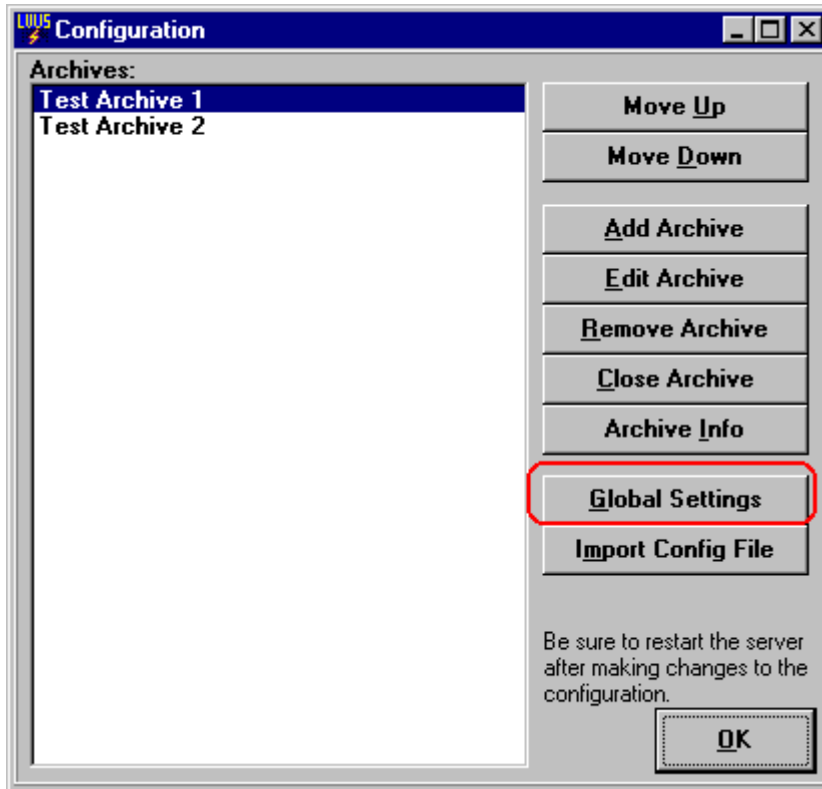 LVUS Configuration
Archives:
Test Archive 1
Test Archive 2
Move Up
Move Down
Add Archive
Edit Archive
Remove Archive
Close Archive
Archive Info
Global Settings
Import Config File
Be sure to restart the server
after making changes to the
configuration.
OK